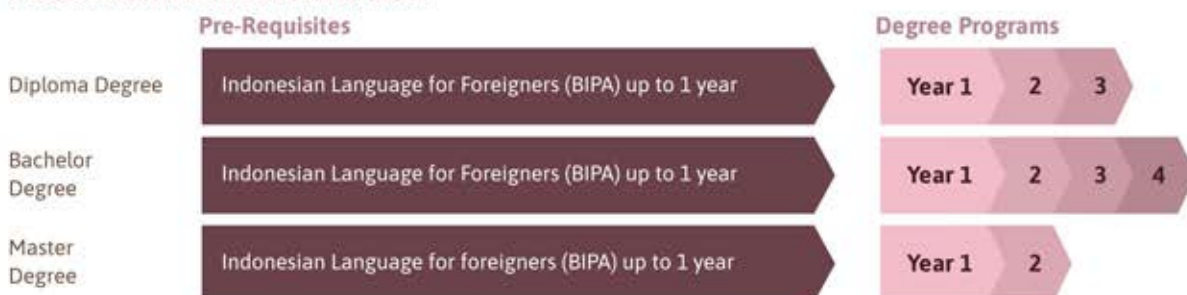 Pre-Requisites
Degree Programs
Diploma Degree
Indonesian Language for Foreigners (BIPA) up to 1 year
Year 1
2
3
Bachelor
Degree
Indonesian Language for Foreigners (BIPA) up to 1 year
Year 1
2
3
4
Master
Degree
Indonesian Language for foreigners (BIPA) up to 1 year
Year 1
2